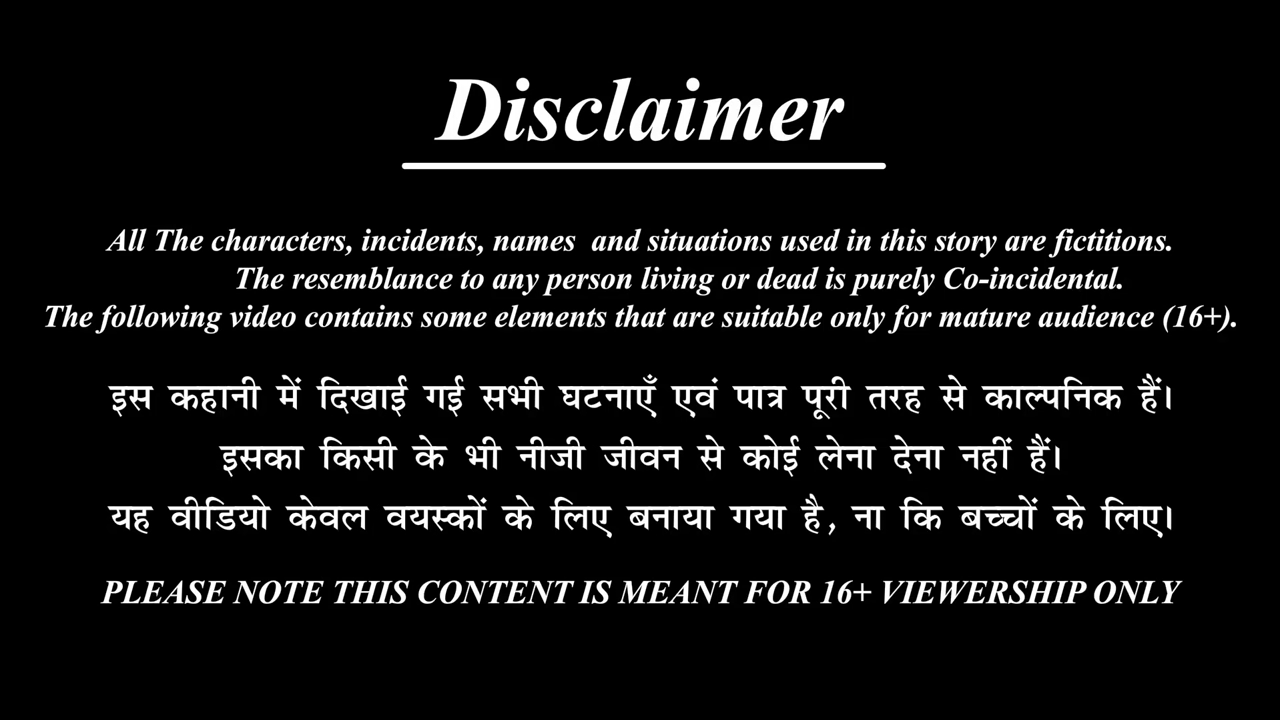 Disclaimer
All The characters, incidents, names and situations used in this story are fictitions.
The resemblance to any person living or dead is purely Co-incidental.
The following video contains some elements that are suitable only for mature audience (16+).
इस कहानी में दिखाई गई सभी घटनाएँ एवं पात्र पूरी तरह से काल्पनिक हैं।
इसका किसी के भी नीजी जीवन से कोई लेना देना नहीं हैं।
यह वीडियो केवल वयस्कों के लिए बनाया गया है, ना कि बच्चों के लिए।
PLEASE NOTE THIS CONTENT IS MEANT FOR 16+ VIEWERSHIP ONLY